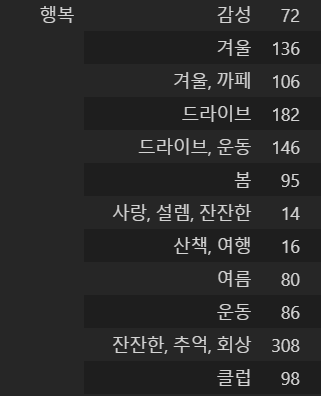 행복 감성 72
겨울 136
겨울, 까페 106
드라이브 182
드라이브, 운동 146
봄 95
사랑, 설렘, 잔잔한 14
산책, 여행 16
여름 80
운동 86
잔잔한, 추억, 회상 308
클럽 98